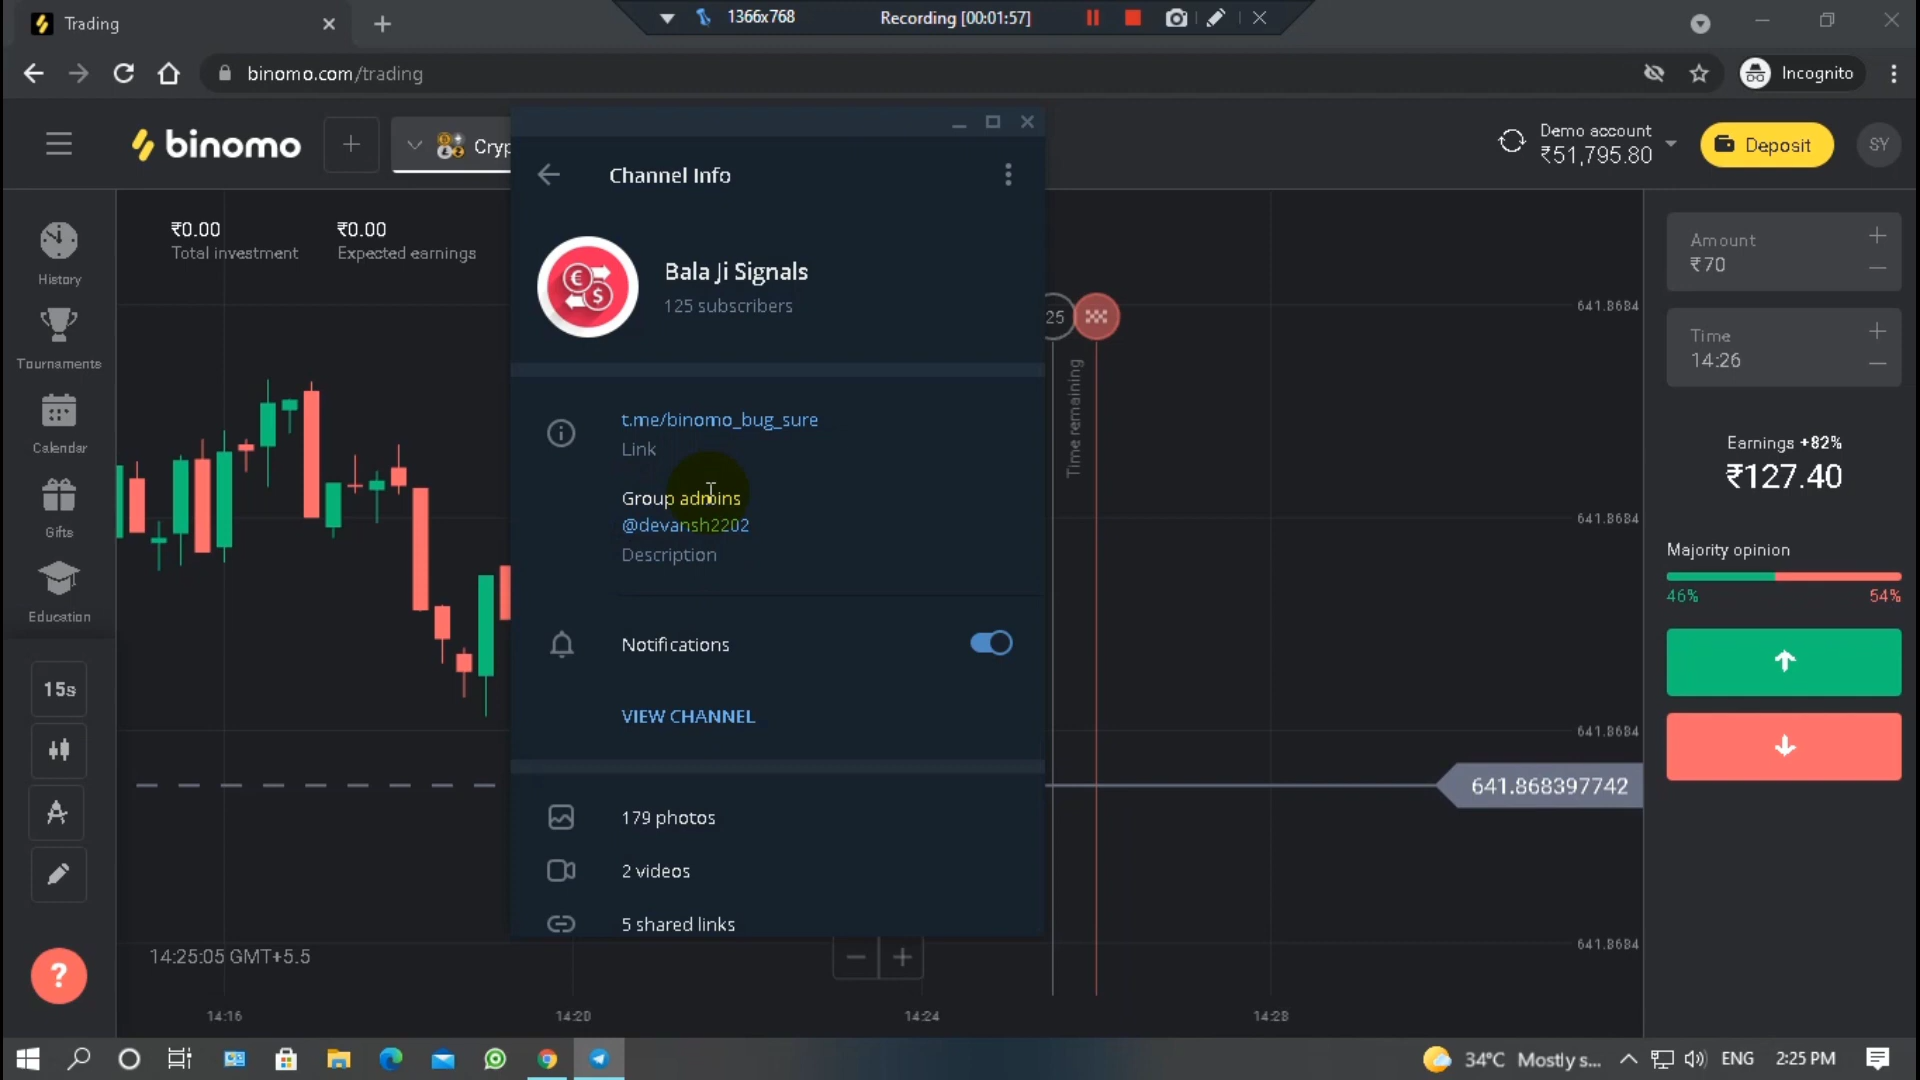 Trading
1366x768
Recording [00:01:57]
binomo.com/trading
Incognito
binomo
Cryp
Demo account
₹51,795.80
Deposit
SY
Channel Info
₹0.00
Total investment
₹0.00
Expected earnings
Bala Ji Signals
125 subscribers
History
Tournaments
Calendar
Gifts
Education
15s
t.me/binomo_bug_sure
Link
Group admins
@devansh2202
Description
Notifications
VIEW CHANNEL
179 photos
2 videos
5 shared links
25
Time remaining
641.8684
641.8684
641.8684
641.868397742
641.8684
Amount
₹70
Time
14:26
Earnings +82%
₹127.40
Majority opinion
46%
54%
?
14:25:05 GMT+5.5
14:16
14:20
14:24
14:28
34°C Mostly s...
ENG
2:25 PM